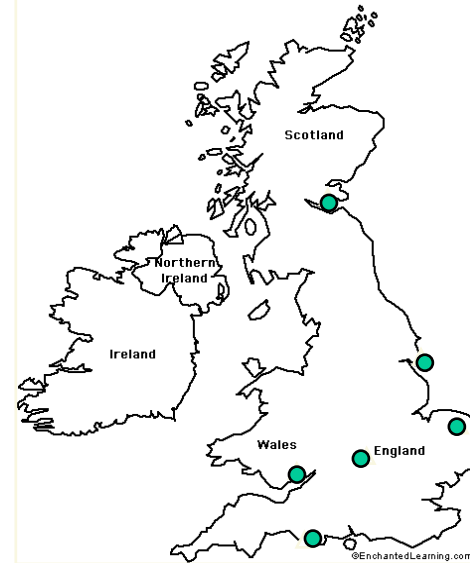 Scotland
Northern
Ireland
Ireland
Wales
England
©EnchantedLearning.com